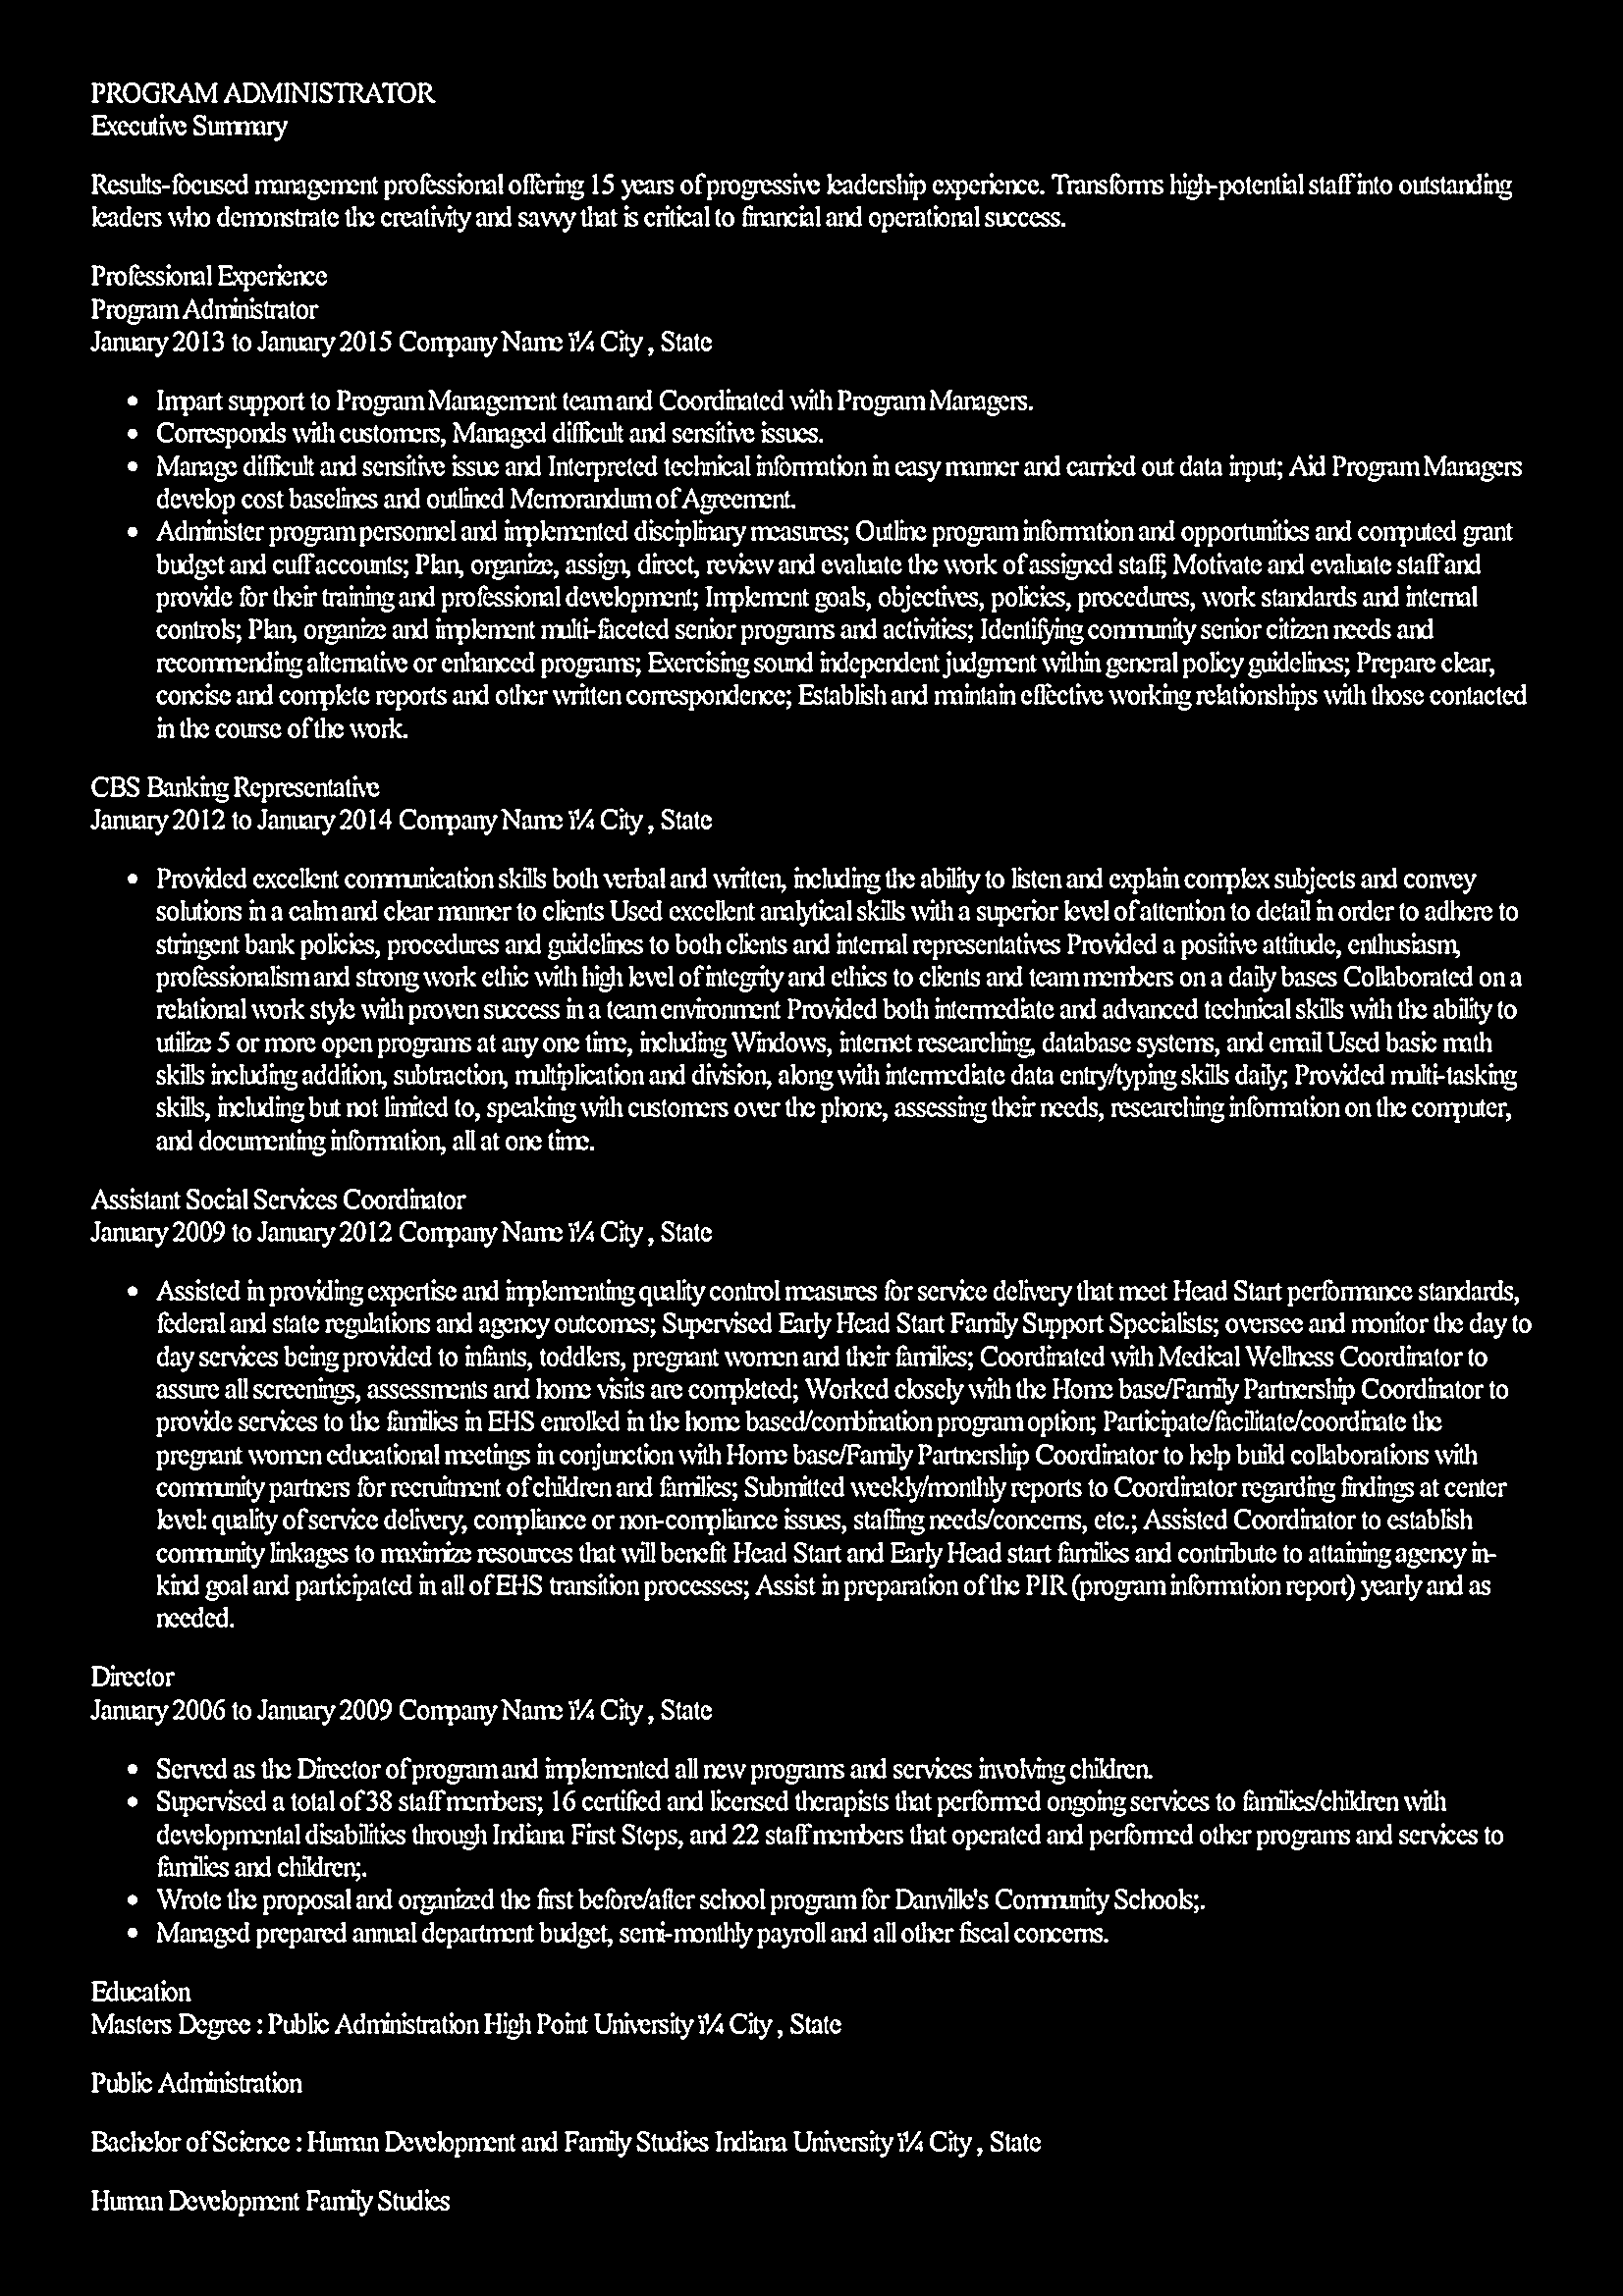 PROGRAM ADMINISTRATOR
Executive Summary
Results-focused management professional offering 15 years of progressive leadership experience. Transforms high-potential staff into outstanding
leaders who demonstrate the creativity and savvy that is critical to financial and operational success.
Professional Experience
Program Administrator
January 2013 to January 2015 Company Name ï¼ City , State
• Impart support to Program Management team and Coordinated with Program Managers.
• Corresponds with customers, Managed difficult and sensitive issues.
• Manage difficult and sensitive issue and Interpreted technical information in easy manner and carried out data input; Aid Program Managers
develop cost baselines and outlined Memorandum of Agreement.
• Administer program personnel and implemented disciplinary measures; Outline program information and opportunities and computed grant
budget and cuff accounts; Plan, organize, assign, direct, review and evaluate the work of assigned staff; Motivate and evaluate staff and
provide for their training and professional development; Implement goals, objectives, policies, procedures, work standards and internal
controls; Plan, organize and implement multi-faceted senior programs and activities; Identifying community senior citizen needs and
recommending alternative or enhanced programs; Exercising sound independent judgment within general policy guidelines; Prepare clear,
concise and complete reports and other written correspondence; Establish and maintain effective working relationships with those contacted
in the course of the work.
CBS Banking Representative
January 2012 to January 2014 Company Name ï¼ City , State
• Provided excellent communication skills both verbal and written, including the ability to listen and explain complex subjects and convey
solutions in a calm and clear manner to clients Used excellent analytical skills with a superior level of attention to detail in order to adhere to
stringent bank policies, procedures and guidelines to both clients and internal representatives Provided a positive attitude, enthusiasm,
professionalism and strong work ethic with high level of integrity and ethics to clients and team members on a daily bases Collaborated on a
relational work style with proven success in a team environment Provided both intermediate and advanced technical skills with the ability to
utilize 5 or more open programs at any one time, including Windows, internet researching, database systems, and email Used basic math
skills including addition, subtraction, multiplication and division, along with intermediate data entry/typing skills daily; Provided multi-tasking
skills, including but not limited to, speaking with customers over the phone, assessing their needs, researching information on the computer,
and documenting information, all at one time.
Assistant Social Services Coordinator
January 2009 to January 2012 Company Name ï¼ City , State
• Assisted in providing expertise and implementing quality control measures for service delivery that meet Head Start performance standards,
federal and state regulations and agency outcomes; Supervised Early Head Start Family Support Specialists; oversee and monitor the day to
day services being provided to infants, toddlers, pregnant women and their families; Coordinated with Medical Wellness Coordinator to
assure all screenings, assessments and home visits are completed; Worked closely with the Home base/Family Partnership Coordinator to
provide services to the families in EHS enrolled in the home based/combination program option; Participate/facilitate/coordinate the
pregnant women educational meetings in conjunction with Home base/Family Partnership Coordinator to help build collaborations with
community partners for recruitment of children and families; Submitted weekly/monthly reports to Coordinator regarding findings at center
level: quality of service delivery, compliance or non-compliance issues, staffing needs/concerns, etc.; Assisted Coordinator to establish
community linkages to maximize resources that will benefit Head Start and Early Head start families and contribute to attaining agency in-
kind goal and participated in all of EHS transition processes; Assist in preparation of the PIR (program information report) yearly and as
needed.
Director
January 2006 to January 2009 Company Name ï¼ City , State
• Served as the Director of program and implemented all new programs and services involving children.
• Supervised a total of 38 staff members; 16 certified and licensed therapists that performed ongoing services to families/children with
developmental disabilities through Indiana First Steps, and 22 staff members that operated and performed other programs and services to
families and children;.
• Wrote the proposal and organized the first before/after school program for Danville's Community Schools;.
• Managed prepared annual department budget, semi-monthly payroll and all other fiscal concerns.
Education
Masters Degree : Public Administration High Point University ï¼ City , State
Public Administration
Bachelor of Science : Human Development and Family Studies Indiana University ï¼ City , State
Human Development Family Studies